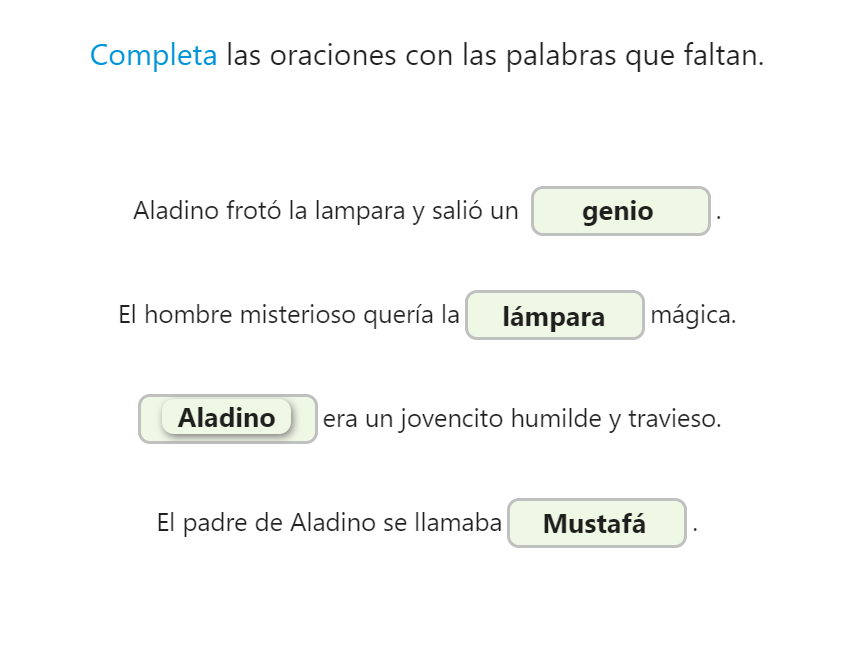 Completa las oraciones con las palabras que faltan.
Aladino frotó la lampara y salió un genio .
El hombre misterioso quería la lámpara mágica.
Aladino era un jovencito humilde y travieso.
El padre de Aladino se llamaba Mustafá .